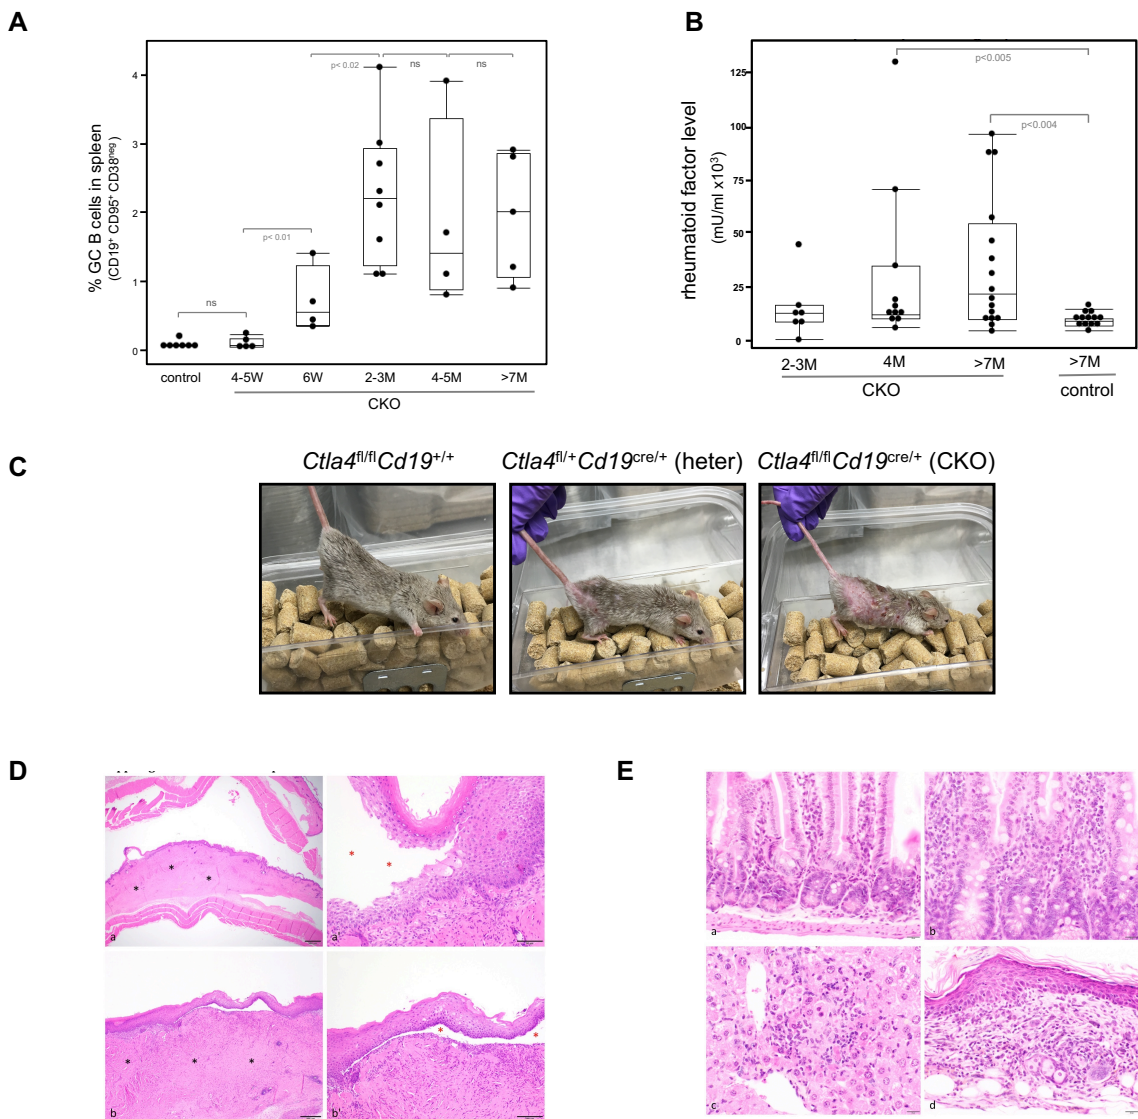 A
% GC B cells in spleen
(CD19⁺ CD95⁺ CD38ⁿᵉᵍ)
4
3
2
1
0
ns
p< 0.01
p< 0.02
ns
ns
control
4-5W
6W
2-3M
4-5M
>7M
CKO
B
rheumatoid factor level
(mU/ml x10³)
125
100
75
50
25
0
p<0.005
p<0.004
2-3M
4M
>7M
>7M
CKO
control
C
Ctla4fl/flCd19+/+
Ctla4fl/+Cd19cre/+ (heter)
Ctla4fl/flCd19cre/+ (CKO)
D
a
a'
b
b'
E
a
b
c
d